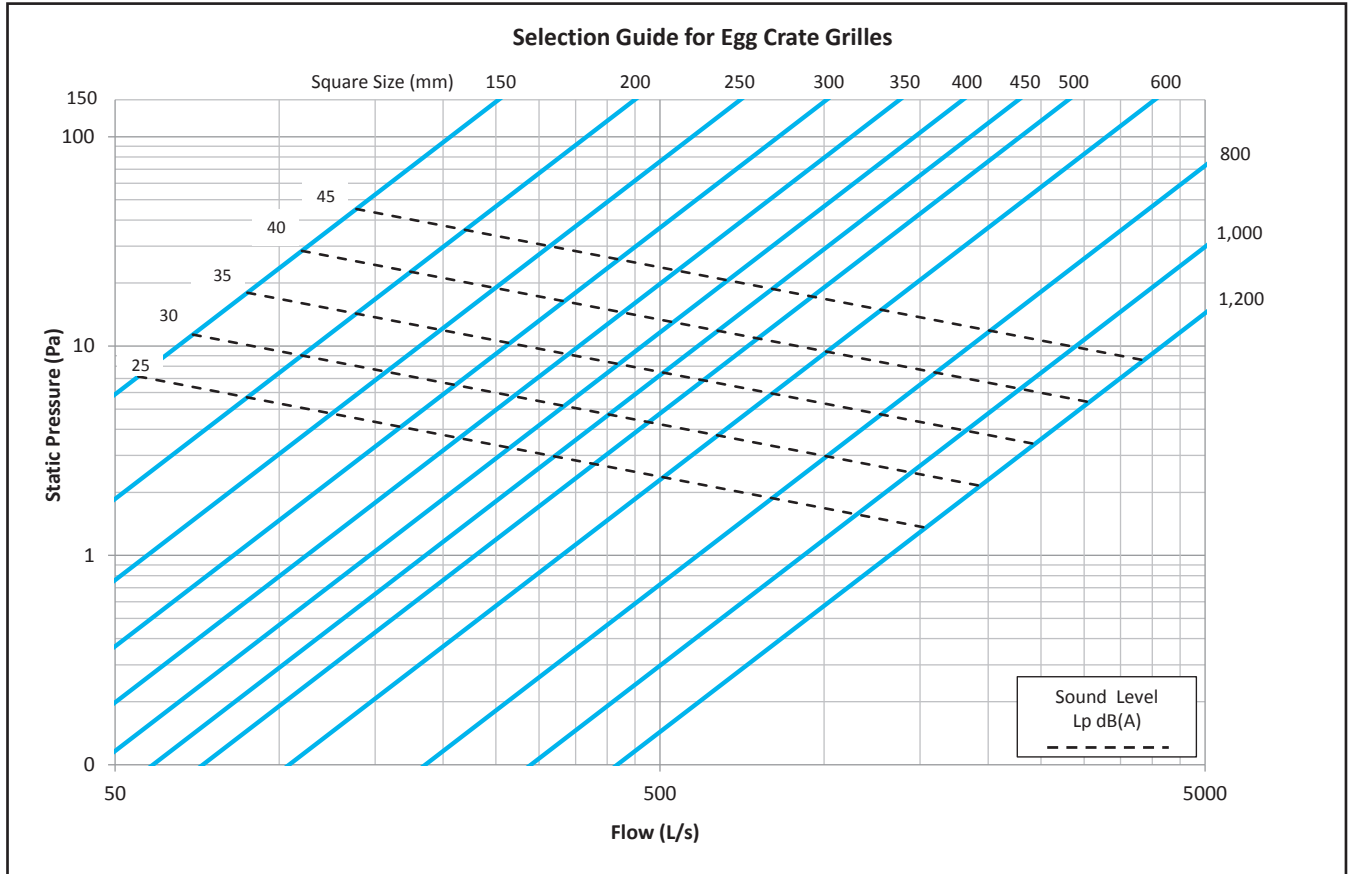 Selection Guide for Egg Crate Grilles
Square Size (mm) 150 200 250 300 350 400 450 500 600
150
100
800
45
40
1,000
35
1,200
30
10
25
Static Pressure (Pa)
1
Sound Level
Lp dB(A)
0
50 500 5000
Flow (L/s)